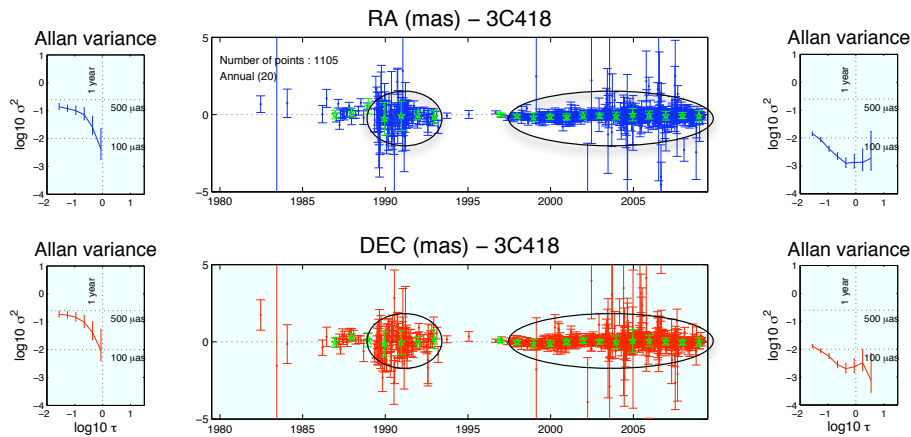 RA (mas) − 3C418
Allan variance
1
0
−1
−2
−3
−4
log10 σ²
1 year
500 μas
100 μas
−2 −1 0 1
5
0
−5
Number of points : 1105
Annual (20)
1980 1985 1990 1995 2000 2005
Allan variance
1
0
−1
−2
−3
−4
log10 σ²
1 year
500 μas
100 μas
−2 −1 0 1
DEC (mas) − 3C418
Allan variance
1
0
−1
−2
−3
−4
log10 σ²
1 year
500 μas
100 μas
−2 −1 0 1
log10 τ
5
0
−5
1980 1985 1990 1995 2000 2005
Allan variance
1
0
−1
−2
−3
−4
log10 σ²
1 year
500 μas
100 μas
−2 −1 0 1
log10 τ